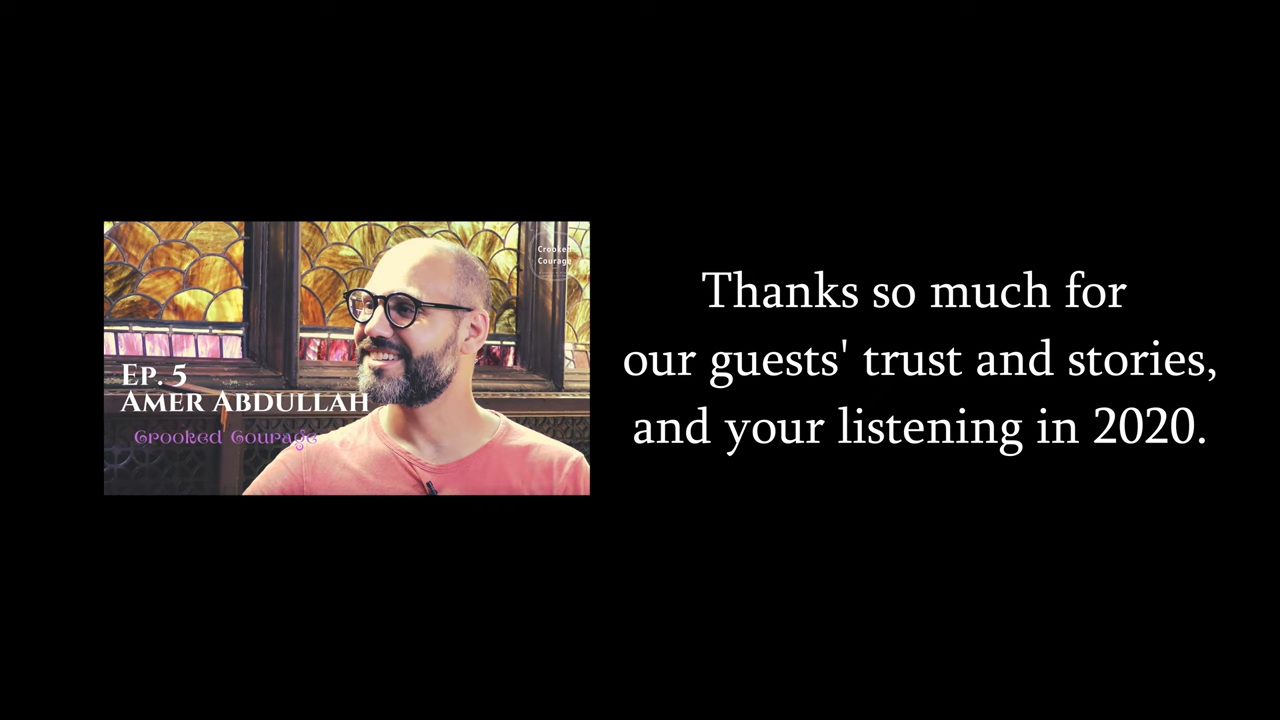 Crooked
Courage
Ep. 5
Amer Abdullah
Crooked Courage
Thanks so much for
our guests' trust and stories,
and your listening in 2020.